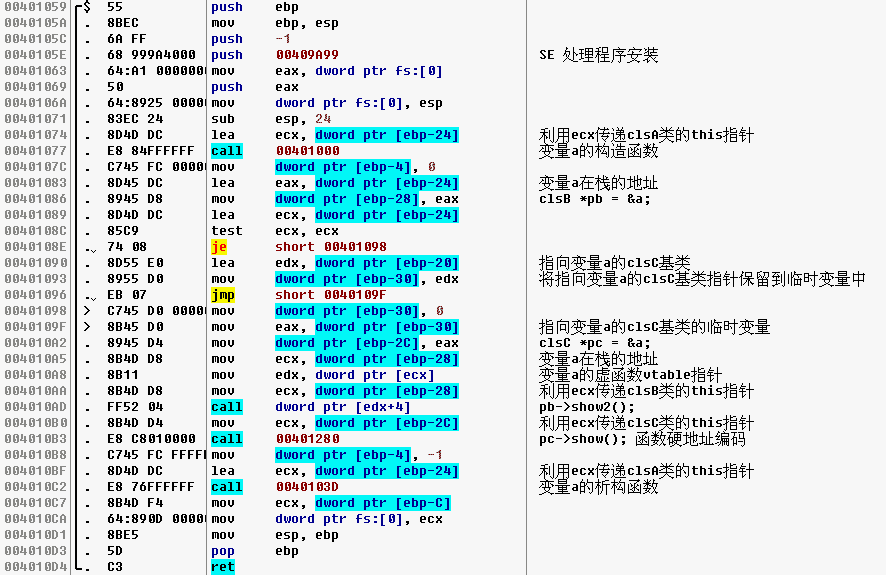 00401059 $ 55 push ebp
0040105A . 8BEC mov ebp, esp
0040105C . 6A FF push -1
0040105E . 68 999A4000 push 00409A99 SE 处理程序安装
00401063 . 64:A1 0000000 mov eax, dword ptr fs:[0]
00401069 . 50 push eax
0040106A . 64:8925 0000 mov dword ptr fs:[0], esp
00401071 . 83EC 24 sub esp, 24
00401074 . 8D4D DC lea ecx, dword ptr [ebp-24] 利用ecx传递clsA类的this指针
00401077 . E8 84FFFFFF call 00401000 变量a的构造函数
0040107C . C745 FC 0000 mov dword ptr [ebp-4], 0
00401083 . 8D45 DC lea eax, dword ptr [ebp-24] 变量a在栈的地址
00401086 . 8945 D8 mov dword ptr [ebp-28], eax clsB *pb = &a;
00401089 . 8D4D DC lea ecx, dword ptr [ebp-24]
0040108C . 85C9 test ecx, ecx
0040108E . 74 08 je short 00401098
00401090 . 8D55 E0 lea edx, dword ptr [ebp-20] 指向变量a的clsC基类
00401093 . 8955 D0 mov dword ptr [ebp-30], edx 将指向变量a的clsC基类指针保留到临时变量中
00401096 . EB 07 jmp short 0040109F
00401098 > C745 D0 0000 mov dword ptr [ebp-30], 0
0040109F > 8B45 D0 mov eax, dword ptr [ebp-30] 指向变量a的clsC基类的临时变量
004010A2 . 8945 D4 mov dword ptr [ebp-2C], eax clsC *pc = &a;
004010A5 . 8B4D D8 mov ecx, dword ptr [ebp-28] 变量a在栈的地址
004010A8 . 8B11 mov edx, dword ptr [ecx] 变量a的虚函数vtable指针
004010AA . 8B4D D8 mov ecx, dword ptr [ebp-28] 利用ecx传递clsB类的this指针
004010AD . FF52 04 call dword ptr [edx+4] pb->show2();
004010B0 . 8B4D D4 mov ecx, dword ptr [ebp-2C] 利用ecx传递clsC类的this指针
004010B3 . E8 C8010000 call 00401280 pc->show(); 函数硬地址编码
004010B8 . C745 FC FFFF mov dword ptr [ebp-4], -1
004010BF . 8D4D DC lea ecx, dword ptr [ebp-24] 利用ecx传递clsA类的this指针
004010C2 . E8 76FFFFFF call 0040103D 变量a的析构函数
004010C7 . 8B4D F4 mov ecx, dword ptr [ebp-C]
004010CA . 64:890D 0000 mov dword ptr fs:[0], ecx
004010D1 . 8BE5 mov esp, ebp
004010D3 . 5D pop ebp
004010D4 . C3 ret